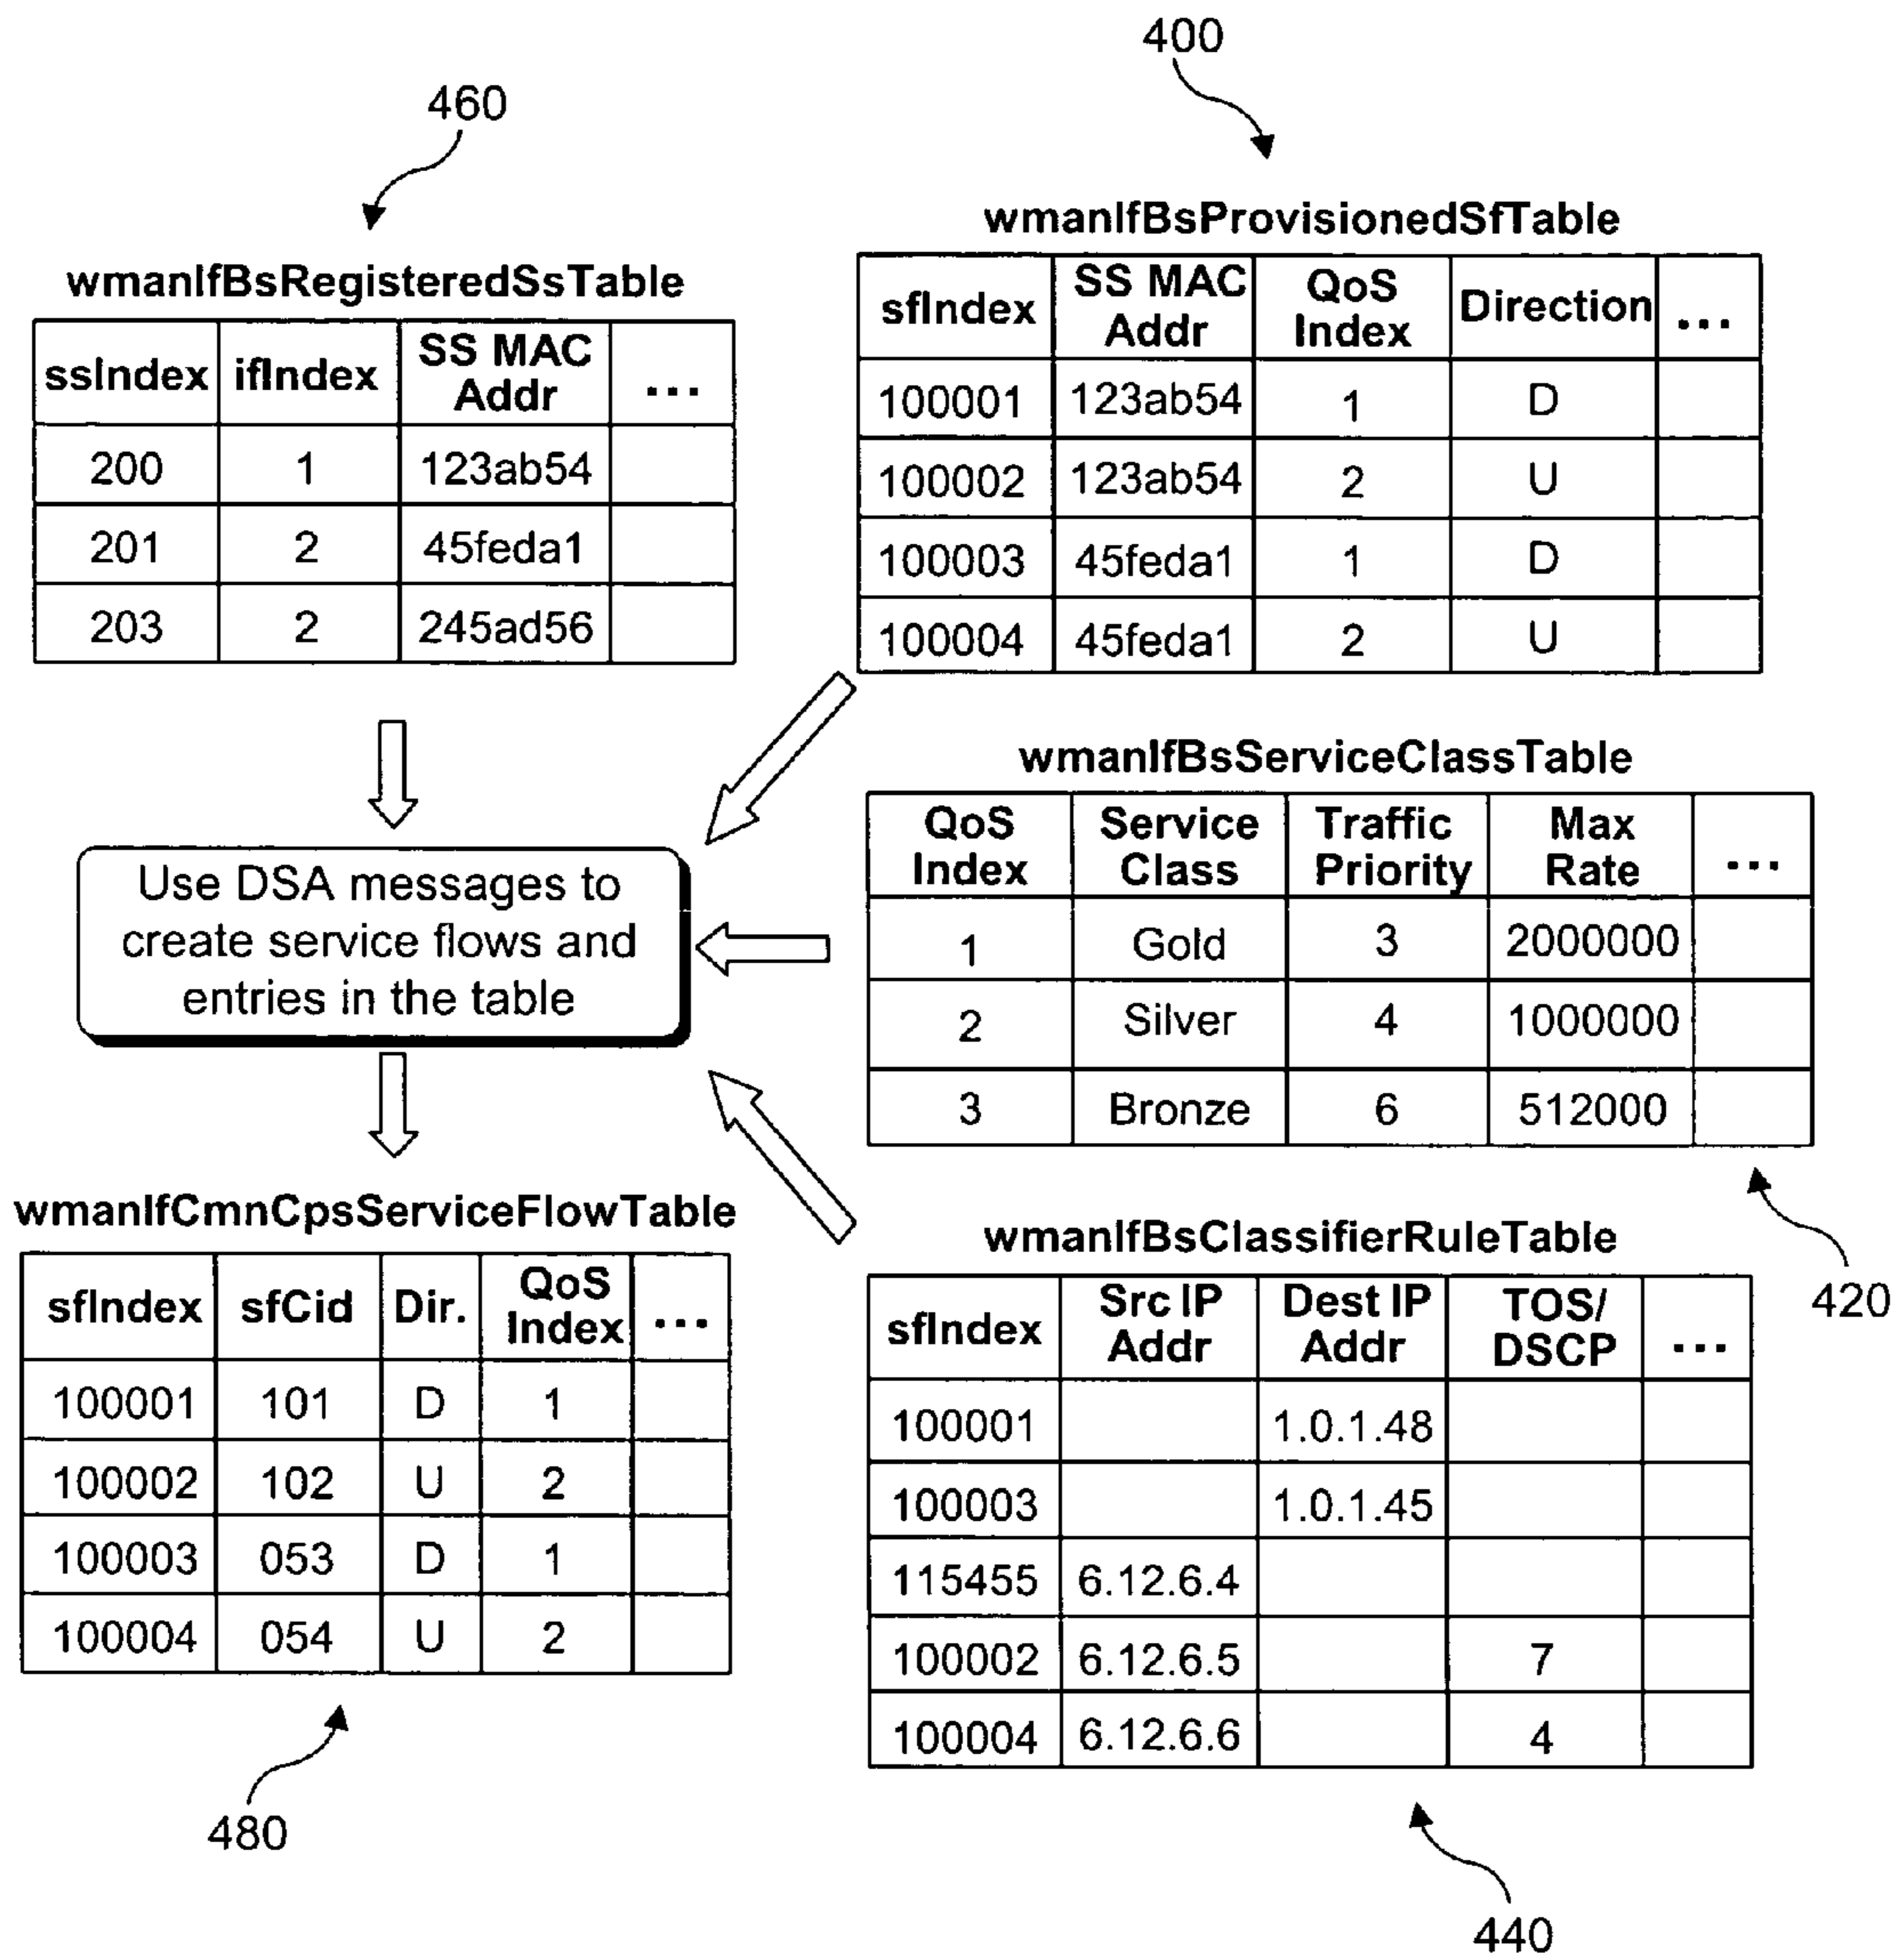 400
460
wmanIfBsProvisionedSfTable
sfIndex SS MAC Addr QoS Index Direction ...
100001 123ab54 1 D
100002 123ab54 2 U
100003 45feda1 1 D
100004 45feda1 2 U
wmanIfBsRegisteredSsTable
ssIndex ifIndex SS MAC Addr ...
200 1 123ab54
201 2 45feda1
203 2 245ad56
Use DSA messages to
create service flows and
entries in the table
wmanIfBsServiceClassTable
QoS Index Service Class Traffic Priority Max Rate ...
1 Gold 3 2000000
2 Silver 4 1000000
3 Bronze 6 512000
420
wmanIfCmnCpsServiceFlowTable
sfIndex sfCid Dir. QoS Index ...
100001 101 D 1
100002 102 U 2
100003 053 D 1
100004 054 U 2
480
wmanIfBsClassifierRuleTable
sfIndex Src IP Addr Dest IP Addr TOS/ DSCP ...
100001 1.0.1.48
100003 1.0.1.45
115455 6.12.6.4
100002 6.12.6.5 7
100004 6.12.6.6 4
440